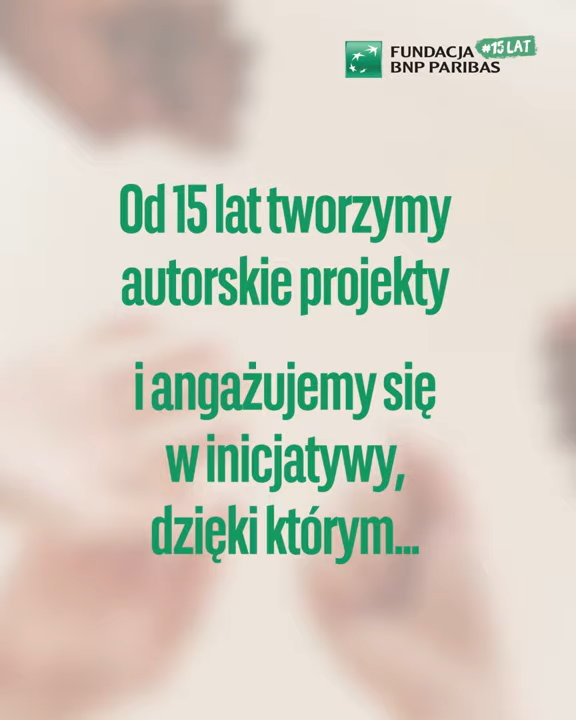 FUNDACJA #15 LAT
BNP PARIBAS
Od 15 lat tworzymy
autorskie projekty
i angażujemy się
w inicjatywy,
dzięki którym...